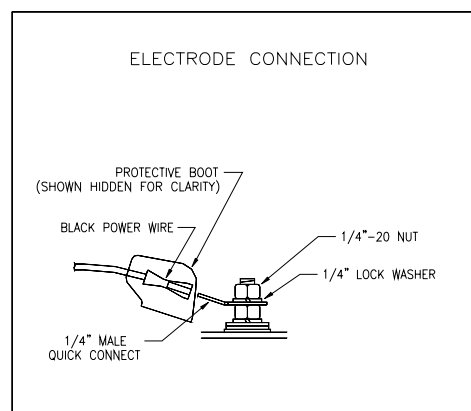 ELECTRODE CONNECTION
PROTECTIVE BOOT
(SHOWN HIDDEN FOR CLARITY)
BLACK POWER WIRE
1/4"-20 NUT
1/4" LOCK WASHER
1/4" MALE
QUICK CONNECT